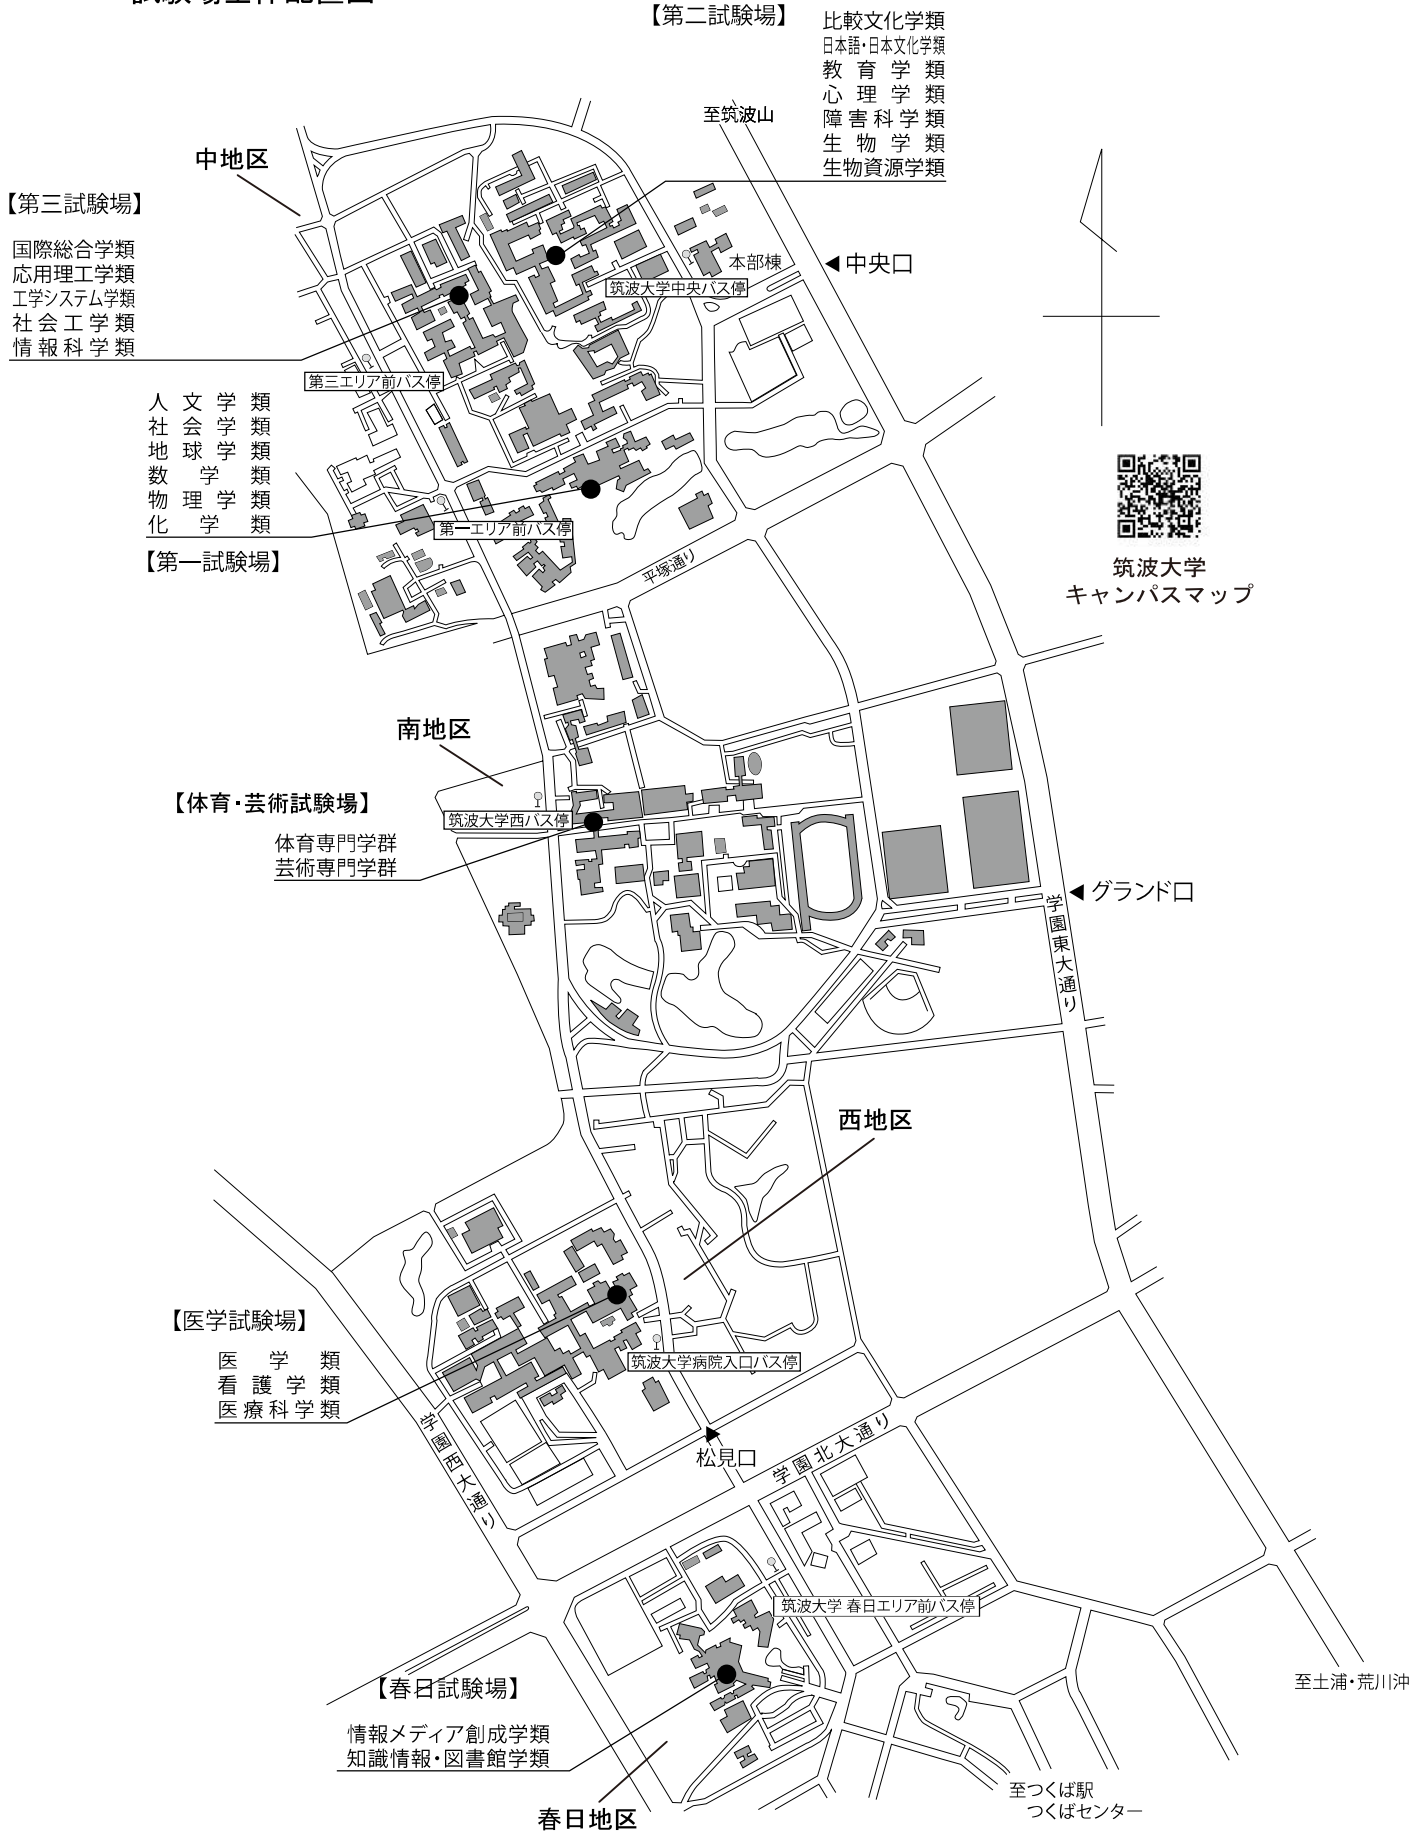 【第二試験場】
比較文化学類
日本語・日本文化学類
教育学類
心理学類
障害科学類
生物学類
生物資源学類
至筑波山
中地区
【第三試験場】
国際総合学類
応用理工学類
工学システム学類
社会工学類
情報科学類
本部棟
◀中央口
筑波大学中央バス停
第三エリア前バス停
人文学類
社会学類
地球学類
数学類
物理学類
化学類
【第一試験場】
第一エリア前バス停
平塚通り
筑波大学
キャンパスマップ
南地区
【体育・芸術試験場】
体育専門学群
芸術専門学群
筑波大学西バス停
◀グランド口
学園東大通り
西地区
【医学試験場】
医学類
看護学類
医療科学類
筑波大学病院入口バス停
松見口
学園北大通り
学園西大通り
筑波大学 春日エリア前バス停
【春日試験場】
情報メディア創成学類
知識情報・図書館学類
春日地区
至土浦・荒川沖
至つくば駅
つくばセンター